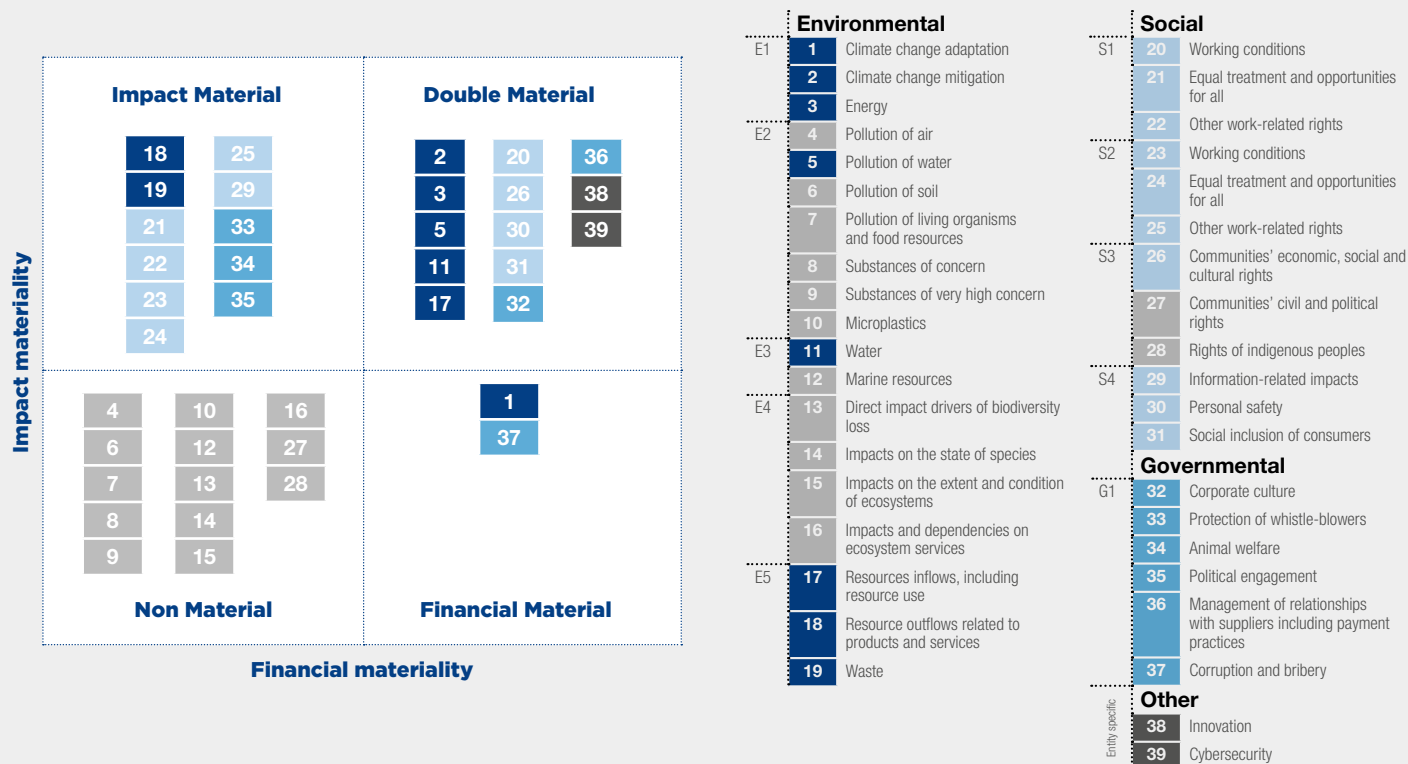 Impact materiality
Impact Material
18
19
21
22
23
24
25
29
33
34
35
Double Material
2
3
5
11
17
20
26
30
31
32
36
38
39
4
6
7
8
9
10
12
13
14
15
16
27
28
Non Material
1
37
Financial Material
Financial materiality
Environmental
E1
1 Climate change adaptation
2 Climate change mitigation
3 Energy
E2
4 Pollution of air
5 Pollution of water
6 Pollution of soil
7 Pollution of living organisms
and food resources
8 Substances of concern
9 Substances of very high concern
10 Microplastics
E3
11 Water
12 Marine resources
E4
13 Direct impact drivers of biodiversity
loss
14 Impacts on the state of species
15 Impacts on the extent and condition
of ecosystems
16 Impacts and dependencies on
ecosystem services
E5
17 Resources inflows, including
resource use
18 Resource outflows related to
products and services
19 Waste
Social
S1
20 Working conditions
21 Equal treatment and opportunities
for all
22 Other work-related rights
S2
23 Working conditions
24 Equal treatment and opportunities
for all
25 Other work-related rights
S3
26 Communities' economic, social and
cultural rights
27 Communities' civil and political
rights
28 Rights of indigenous peoples
S4
29 Information-related impacts
30 Personal safety
31 Social inclusion of consumers
Governmental
G1
32 Corporate culture
33 Protection of whistle-blowers
34 Animal welfare
35 Political engagement
36 Management of relationships
with suppliers including payment
practices
37 Corruption and bribery
Other
Entity specific
38 Innovation
39 Cybersecurity